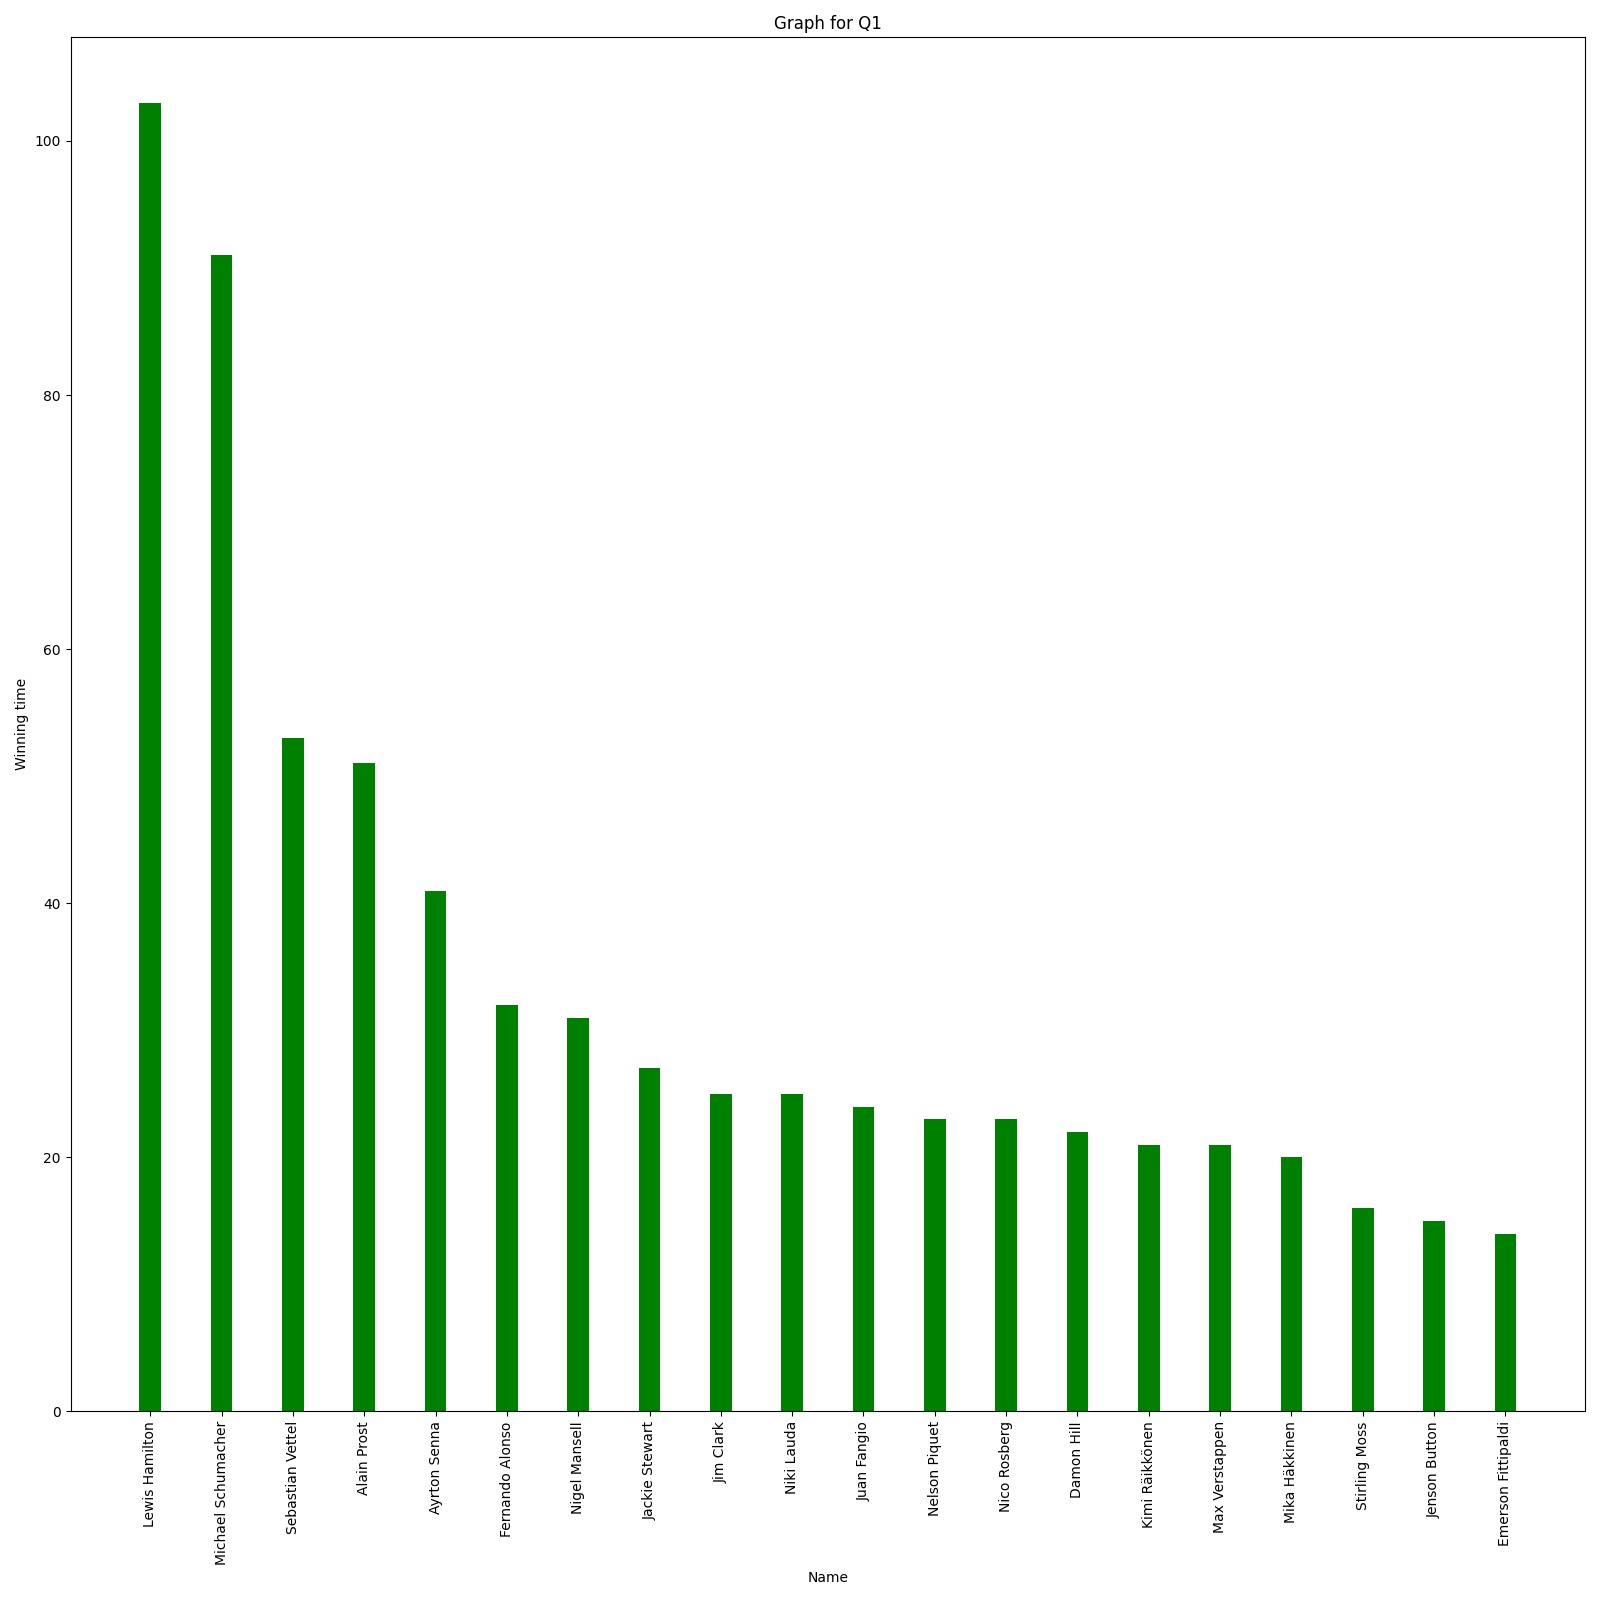 Graph for Q1
100
80
60
40
20
0
Winning time
Lewis Hamilton
Michael Schumacher
Sebastian Vettel
Alain Prost
Ayrton Senna
Fernando Alonso
Nigel Mansell
Jackie Stewart
Jim Clark
Niki Lauda
Juan Fangio
Nelson Piquet
Nico Rosberg
Damon Hill
Kimi Räikkönen
Max Verstappen
Mika Häkkinen
Stirling Moss
Jenson Button
Emerson Fittipaldi
Name